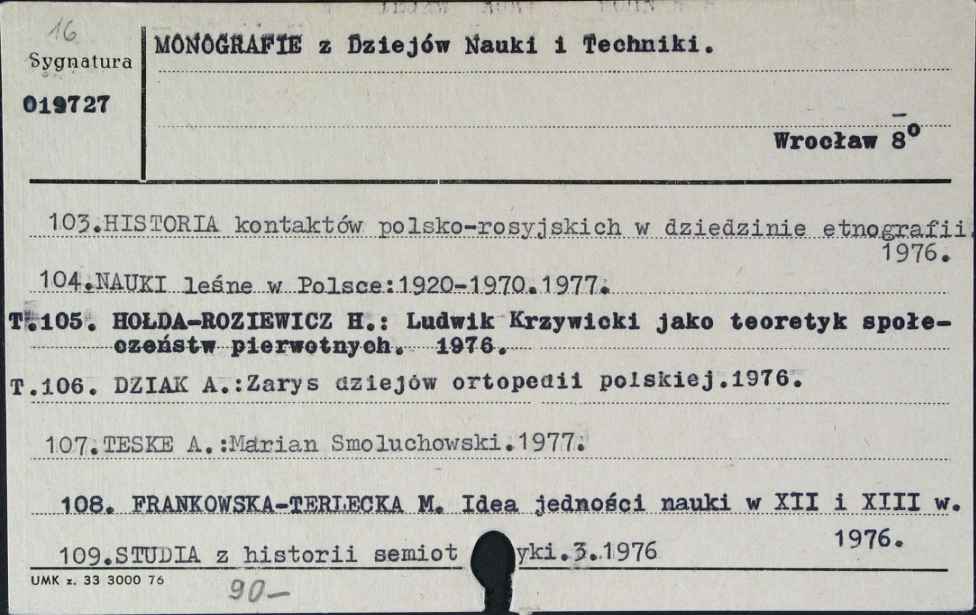 16
Sygnatura
019727
MONOGRAFIE z Dziejów Nauki i Techniki.
Wrocław 8°
103.HISTORIA kontaktów polsko-rosyjskich w dziedzinie etnografii.
1976.
104.NAUKI leśne w Polsce:1920-1970.1977.
T.105. HOŁDA-ROZIEWICZ H.: Ludwik Krzywicki jako teoretyk społe-
czeństw pierwotnych. 1976.
T.106. DZIAK A.:Zarys dziejów ortopedii polskiej.1976.
107.TESKE A.:Marian Smoluchowski.1977.
108. FRANKOWSKA-TERLECKA M. Idea jedności nauki w XII i XIII w.
1976.
109.STUDIA z historii semiot yki.3.1976
UMK z. 33 3000 76
90-